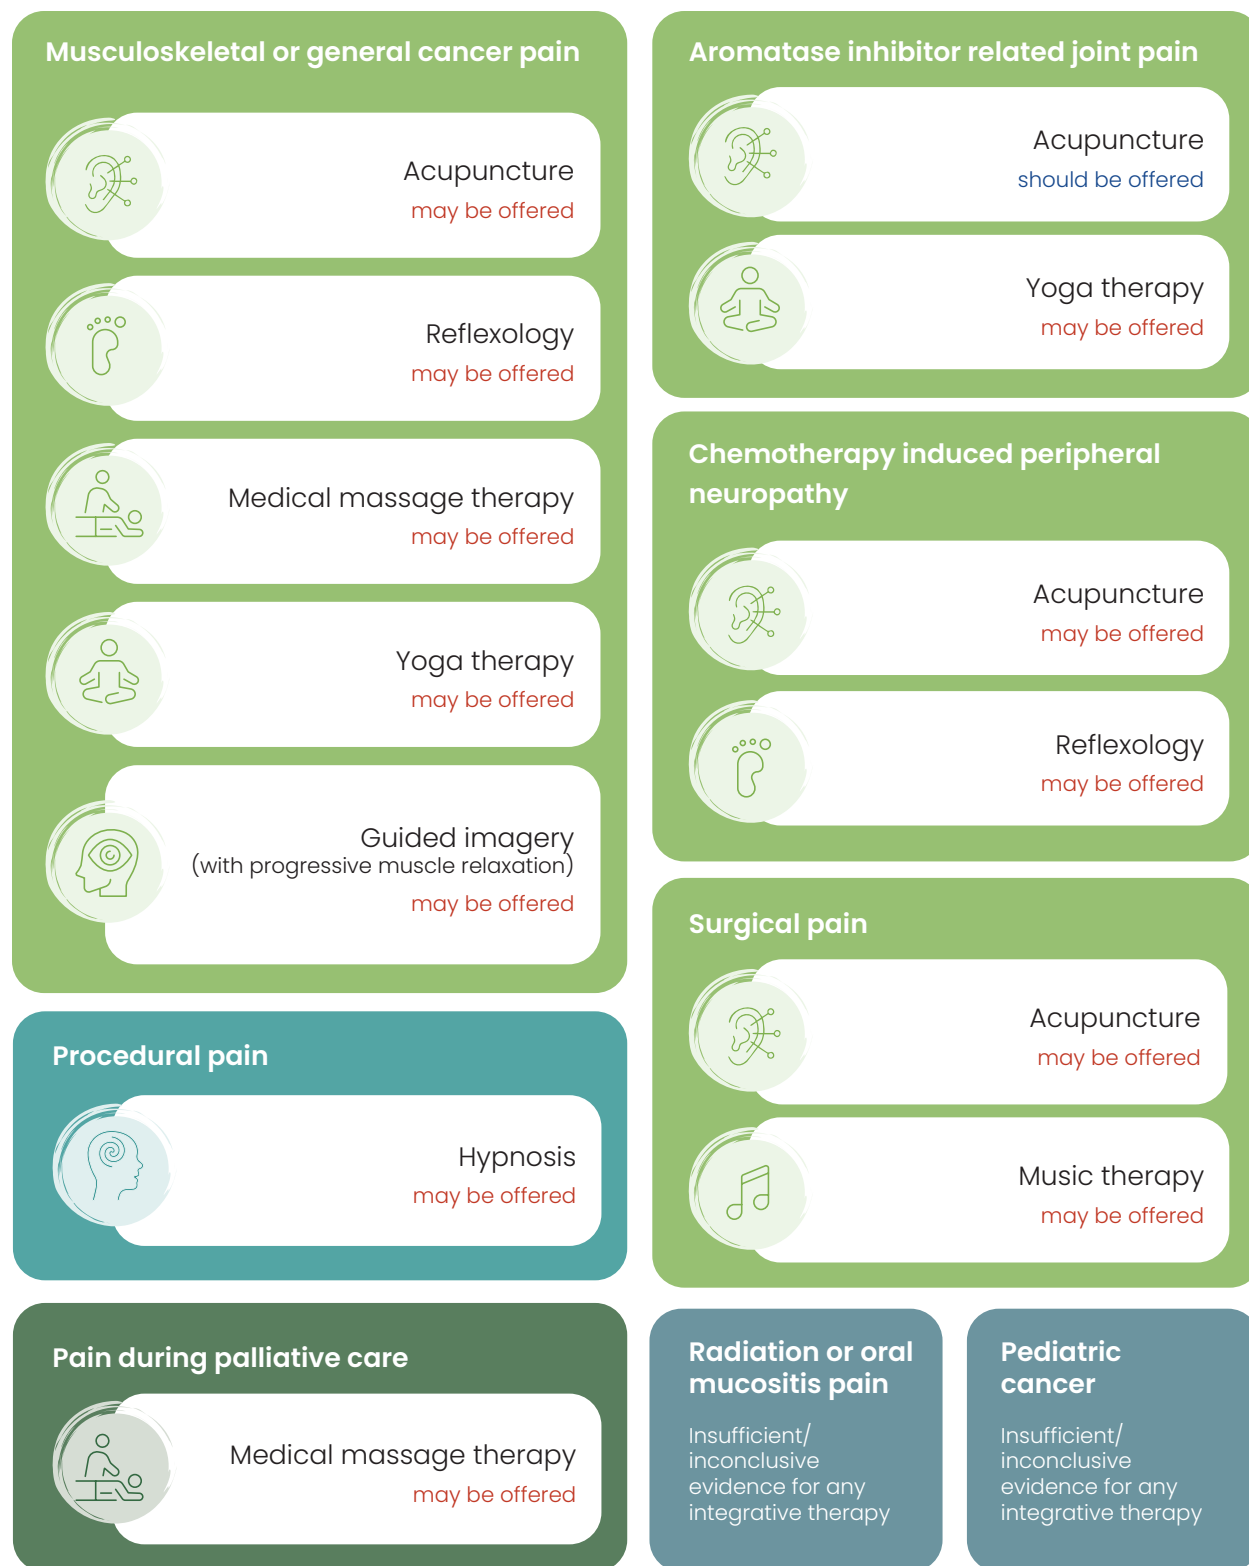 Musculoskeletal or general cancer pain
Acupuncture
may be offered
Reflexology
may be offered
Medical massage therapy
may be offered
Yoga therapy
may be offered
Guided imagery
(with progressive muscle relaxation)
may be offered
Procedural pain
Hypnosis
may be offered
Pain during palliative care
Medical massage therapy
may be offered
Aromatase inhibitor related joint pain
Acupuncture
should be offered
Yoga therapy
may be offered
Chemotherapy induced peripheral
neuropathy
Acupuncture
may be offered
Reflexology
may be offered
Surgical pain
Acupuncture
may be offered
Music therapy
may be offered
Radiation or oral
mucositis pain
Insufficient/
inconclusive
evidence for any
integrative therapy
Pediatric
cancer
Insufficient/
inconclusive
evidence for any
integrative therapy